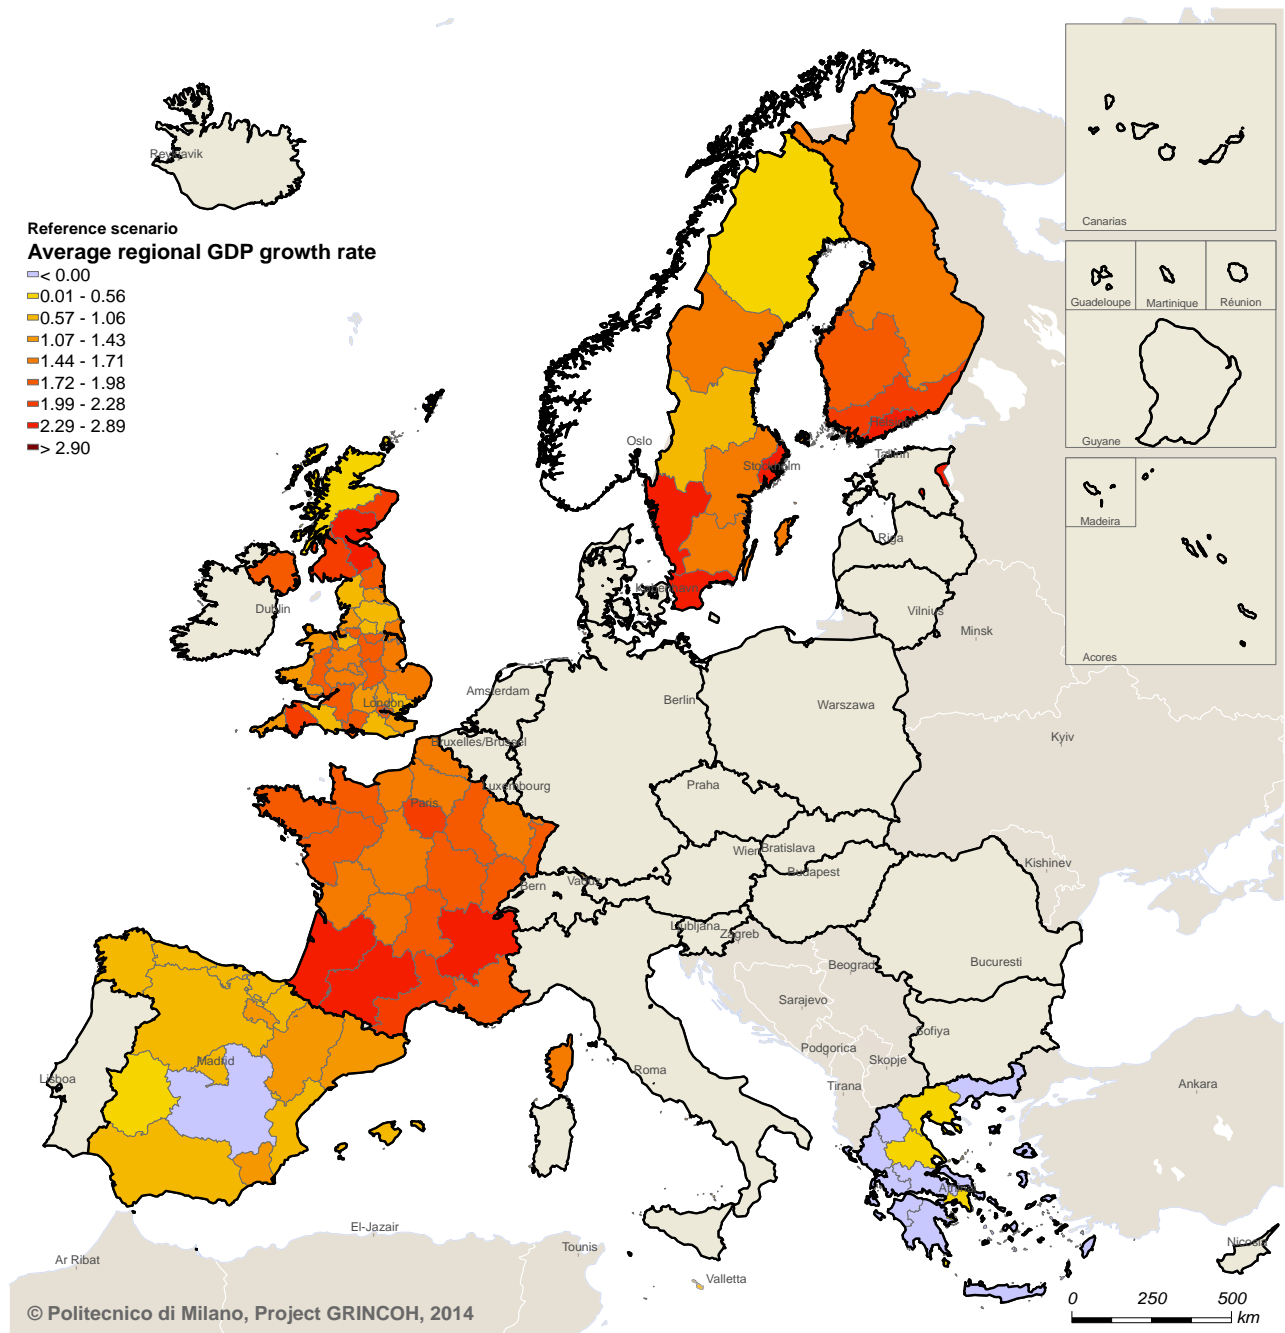 Reykjavik
Canarias
Reference scenario
Average regional GDP growth rate
< 0.00
0.01 - 0.56
0.57 - 1.06
1.07 - 1.43
1.44 - 1.71
1.72 - 1.98
1.99 - 2.28
2.29 - 2.89
> 2.90
Guadeloupe
Martinique
Réunion
Guyane
Madeira
Acores
Oslo
Helsinki
Tallinn
Stockholm
Riga
Kobenhavn
Dublin
Vilnius
Minsk
Amsterdam
Berlin
Warszawa
London
Bruxelles/Brussel
Kyiv
Luxembourg
Praha
Paris
Wien
Bratislava
Kishinev
Budapest
Bern
Vaduz
Ljubljana
Zagreb
Beograd
Bucuresti
Sarajevo
Sofiya
Podgorica
Skopje
Madrid
Lisboa
Roma
Tirana
Ankara
Athina
El-Jazair
Tounis
Ar Ribat
Valletta
Nicosia
0 250 500
km
© Politecnico di Milano, Project GRINCOH, 2014